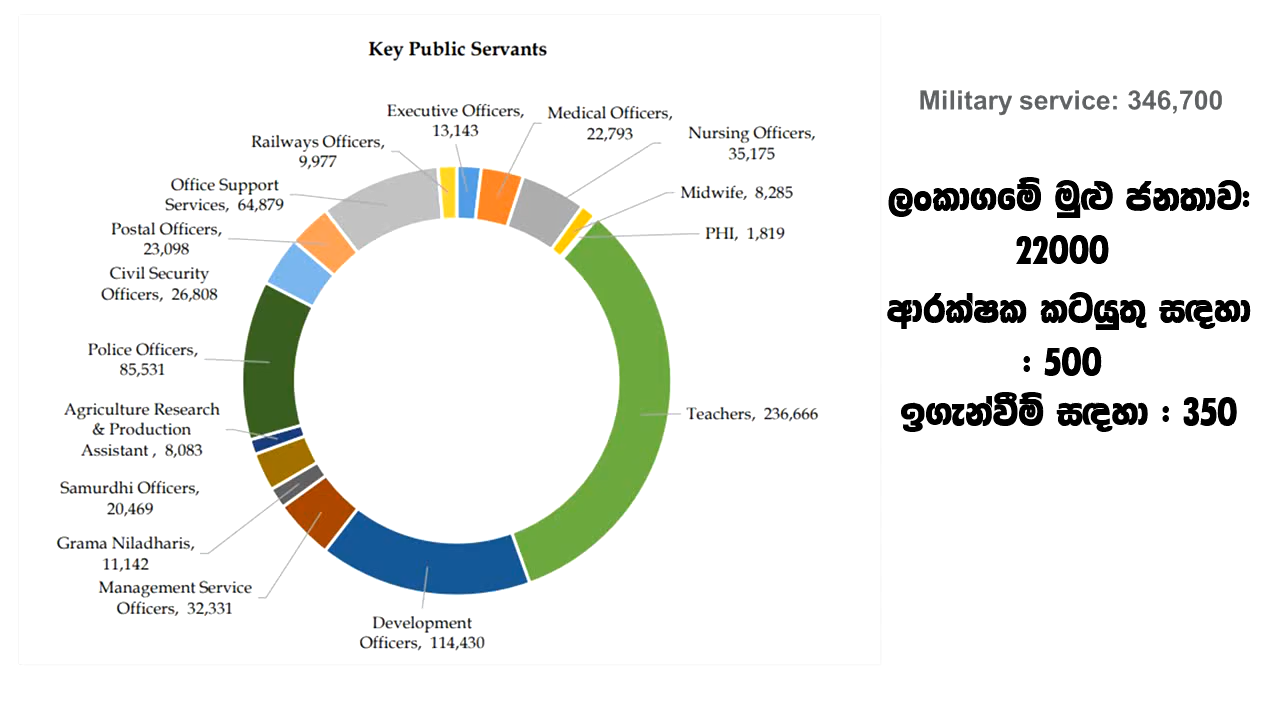 Key Public Servants
Executive Officers,
13,143
Medical Officers,
22,793
Nursing Officers,
35,175
Midwife, 8,285
PHI, 1,819
Teachers, 236,666
Development
Officers, 114,430
Management Service
Officers, 32,331
Grama Niladharis,
11,142
Samurdhi Officers,
20,469
Agriculture Research
& Production
Assistant , 8,083
Police Officers,
85,531
Civil Security
Officers, 26,808
Postal Officers,
23,098
Office Support
Services, 64,879
Railways Officers,
9,977
Military service: 346,700
ලංකාගමේ මුළු ජනතාව:
22000
ආරක්ෂක කටයුතු සඳහා
: 500
ඉගැන්වීම් සඳහා : 350